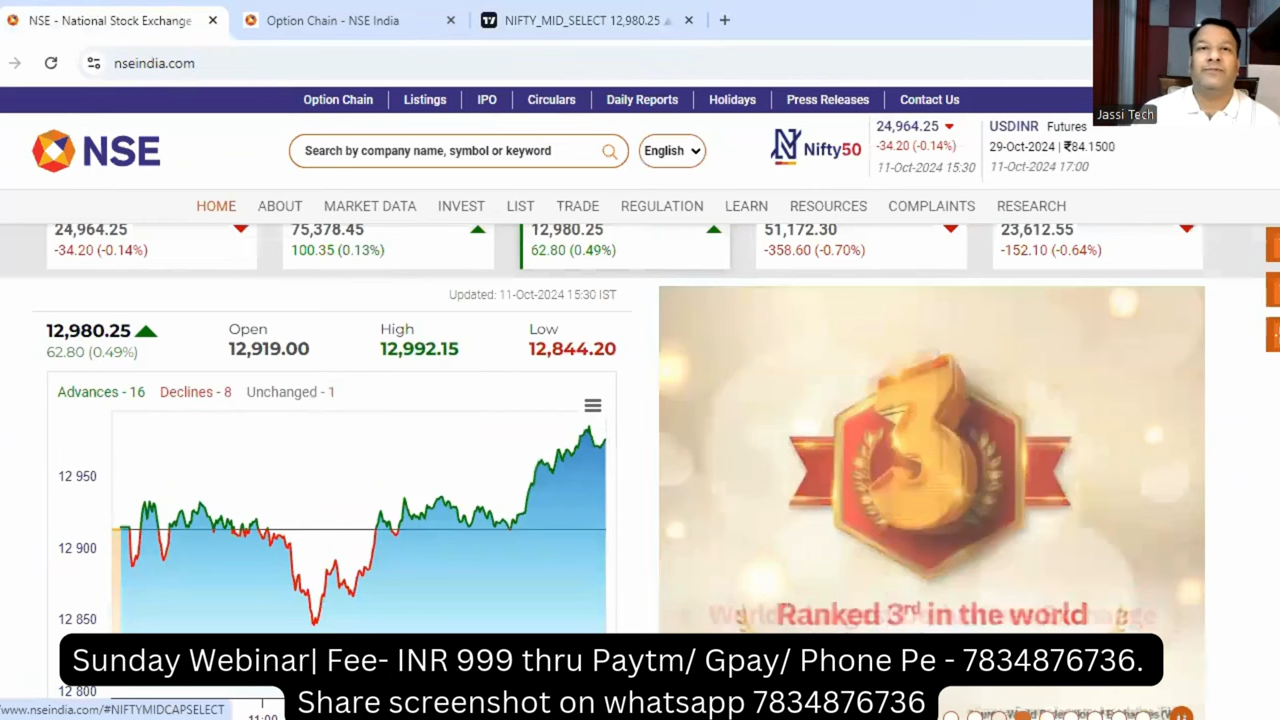 NSE - National Stock Exchange
Option Chain - NSE India
NIFTY_MID_SELECT 12,980.25
nseindia.com
Jassi Tech
Option Chain Listings IPO Circulars Daily Reports Holidays Press Releases Contact Us
NSE
Search by company name, symbol or keyword
English
Nifty50
24,964.25
-34.20 (-0.14%)
11-Oct-2024 15:30
USDINR Futures
29-Oct-2024 | ₹84.1500
11-Oct-2024 17:00
HOME ABOUT MARKET DATA INVEST LIST TRADE REGULATION LEARN RESOURCES COMPLAINTS RESEARCH
24,964.25 75,378.45 12,980.25 51,172.30 23,612.55
-34.20 (-0.14%) 100.35 (0.13%) 62.80 (0.49%) -358.60 (-0.70%) -152.10 (-0.64%)
Updated: 11-Oct-2024 15:30 IST
12,980.25 Open High Low
62.80 (0.49%) 12,919.00 12,992.15 12,844.20
Advances - 16 Declines - 8 Unchanged - 1
12 950
12 900
12 850
12 800
11:00
3
Ranked 3rd in the world
Sunday Webinar| Fee- INR 999 thru Paytm/ Gpay/ Phone Pe - 7834876736.
Share screenshot on whatsapp 7834876736
www.nseindia.com/#NIFTYMIDCAPSELECT